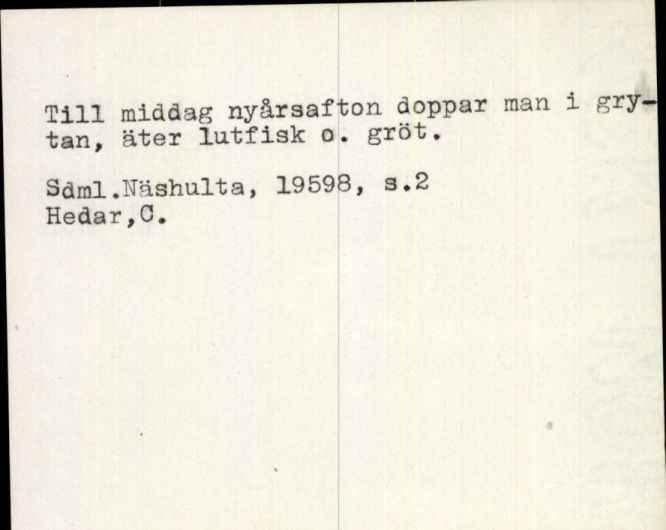 Till middag nyårsafton doppar man i gry-
tan, äter lutfisk o. gröt.
Sdml.Näshulta, 19598, s.2
Hedar,C.